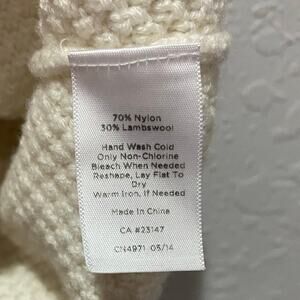 70% Nylon
30% Lambswool
Hand Wash Cold
Only Non-Chlorine
Bleach When Needed
Reshape, Lay Flat To
Dry
Warm Iron, If Needed
Made in China
CA #23147
CN4971 05/14